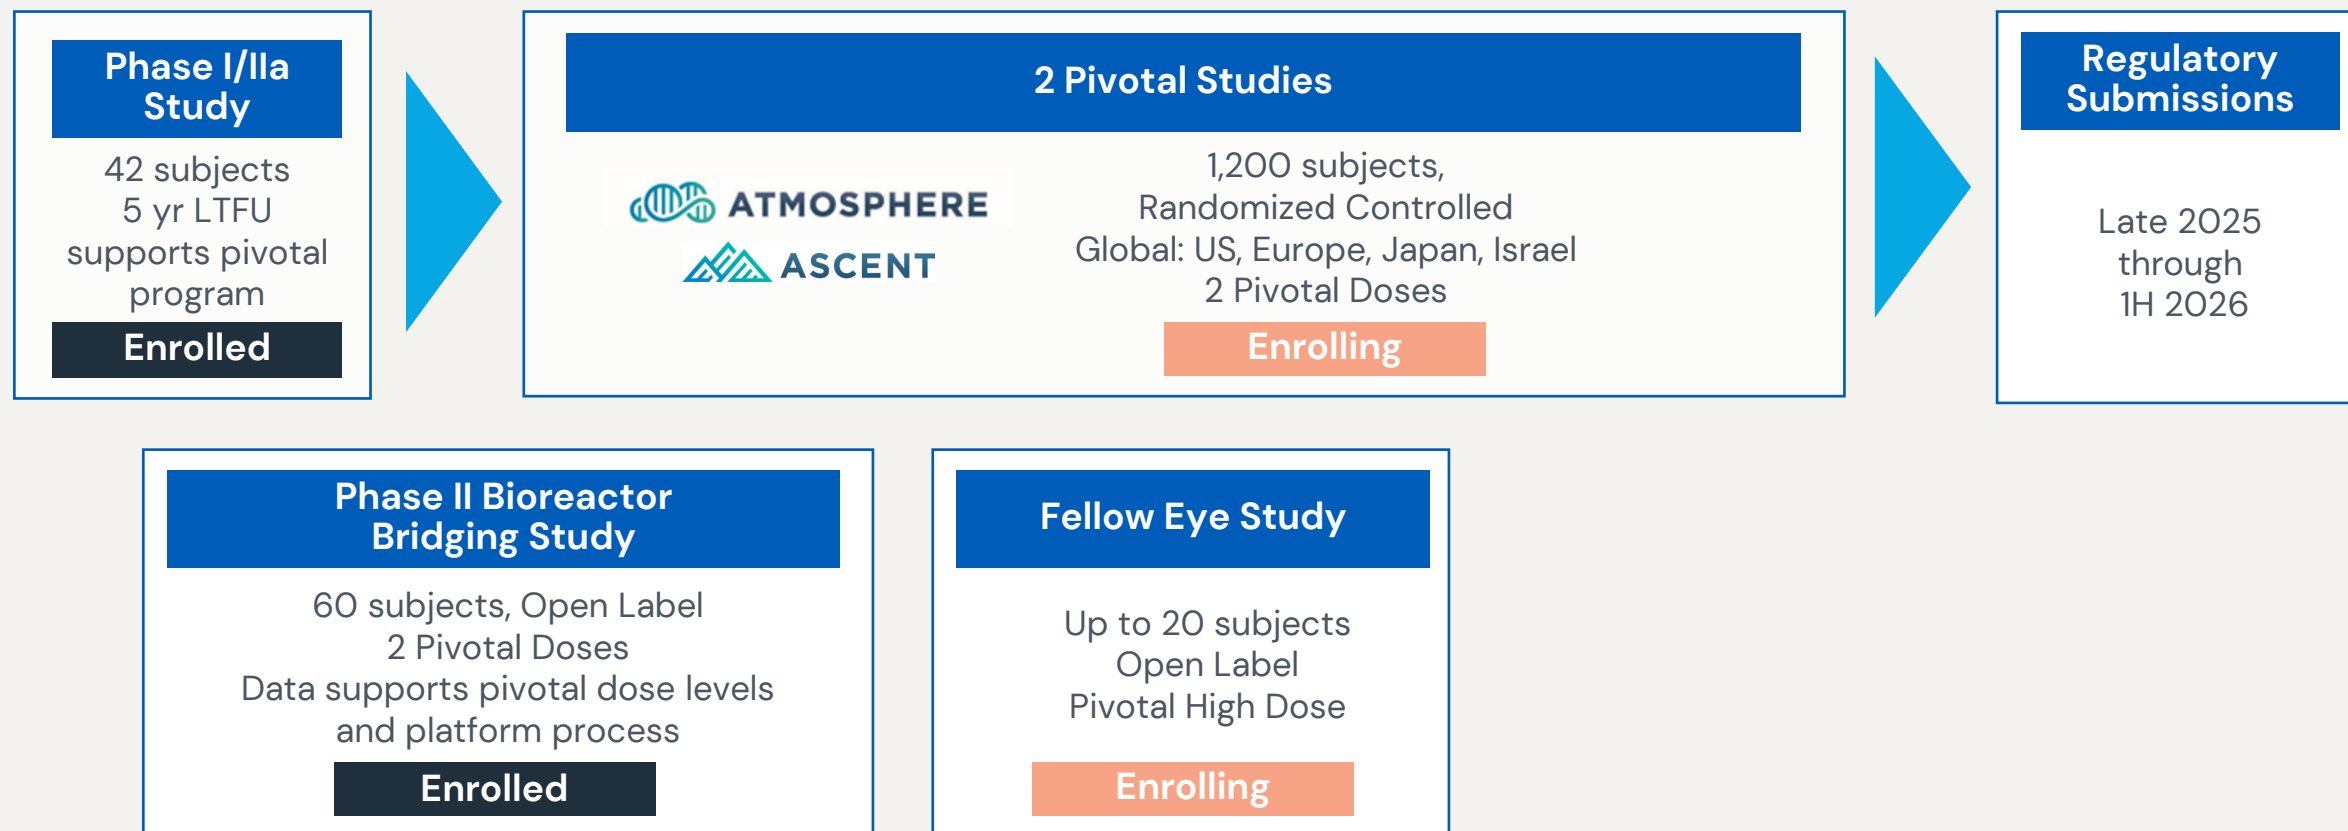 Phase I/IIa
Study
42 subjects
5 yr LTFU
supports pivotal
program
Enrolled
2 Pivotal Studies
ATMOSPHERE
ASCENT
1,200 subjects,
Randomized Controlled
Global: US, Europe, Japan, Israel
2 Pivotal Doses
Enrolling
Regulatory
Submissions
Late 2025
through
1H 2026
Phase II Bioreactor
Bridging Study
60 subjects, Open Label
2 Pivotal Doses
Data supports pivotal dose levels
and platform process
Enrolled
Fellow Eye Study
Up to 20 subjects
Open Label
Pivotal High Dose
Enrolling